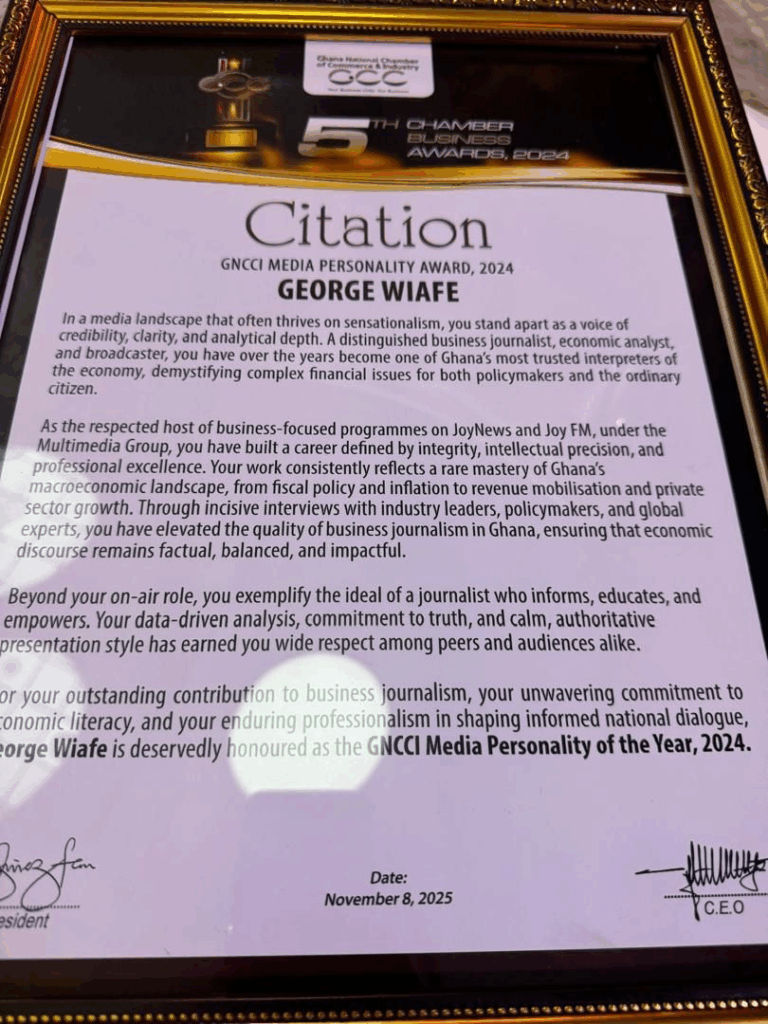 Ghana National Chamber
of Commerce & Industry
GCC
5TH CHAMBER
BUSINESS
AWARDS, 2024
Citation
GNCCI MEDIA PERSONALITY AWARD, 2024
GEORGE WIAFE
In a media landscape that often thrives on sensationalism, you stand apart as a voice of
credibility, clarity, and analytical depth. A distinguished business journalist, economic analyst,
and broadcaster, you have over the years become one of Ghana's most trusted interpreters of
the economy, demystifying complex financial issues for both policymakers and the ordinary
citizen.
As the respected host of business-focused programmes on JoyNews and Joy FM, under the
Multimedia Group, you have built a career defined by integrity, intellectual precision, and
professional excellence. Your work consistently reflects a rare mastery of Ghana's
macroeconomic landscape, from fiscal policy and inflation to revenue mobilisation and private
sector growth. Through incisive interviews with industry leaders, policymakers, and global
experts, you have elevated the quality of business journalism in Ghana, ensuring that economic
discourse remains factual, balanced, and impactful.
Beyond your on-air role, you exemplify the ideal of a journalist who informs, educates, and
empowers. Your data-driven analysis, commitment to truth, and calm, authoritative
presentation style has earned you wide respect among peers and audiences alike.
or your outstanding contribution to business journalism, your unwavering commitment to
conomic literacy, and your enduring professionalism in shaping informed national dialogue,
eorge Wiafe is deservedly honoured as the GNCCI Media Personality of the Year, 2024.
Date:
November 8, 2025
esident
C.E.O